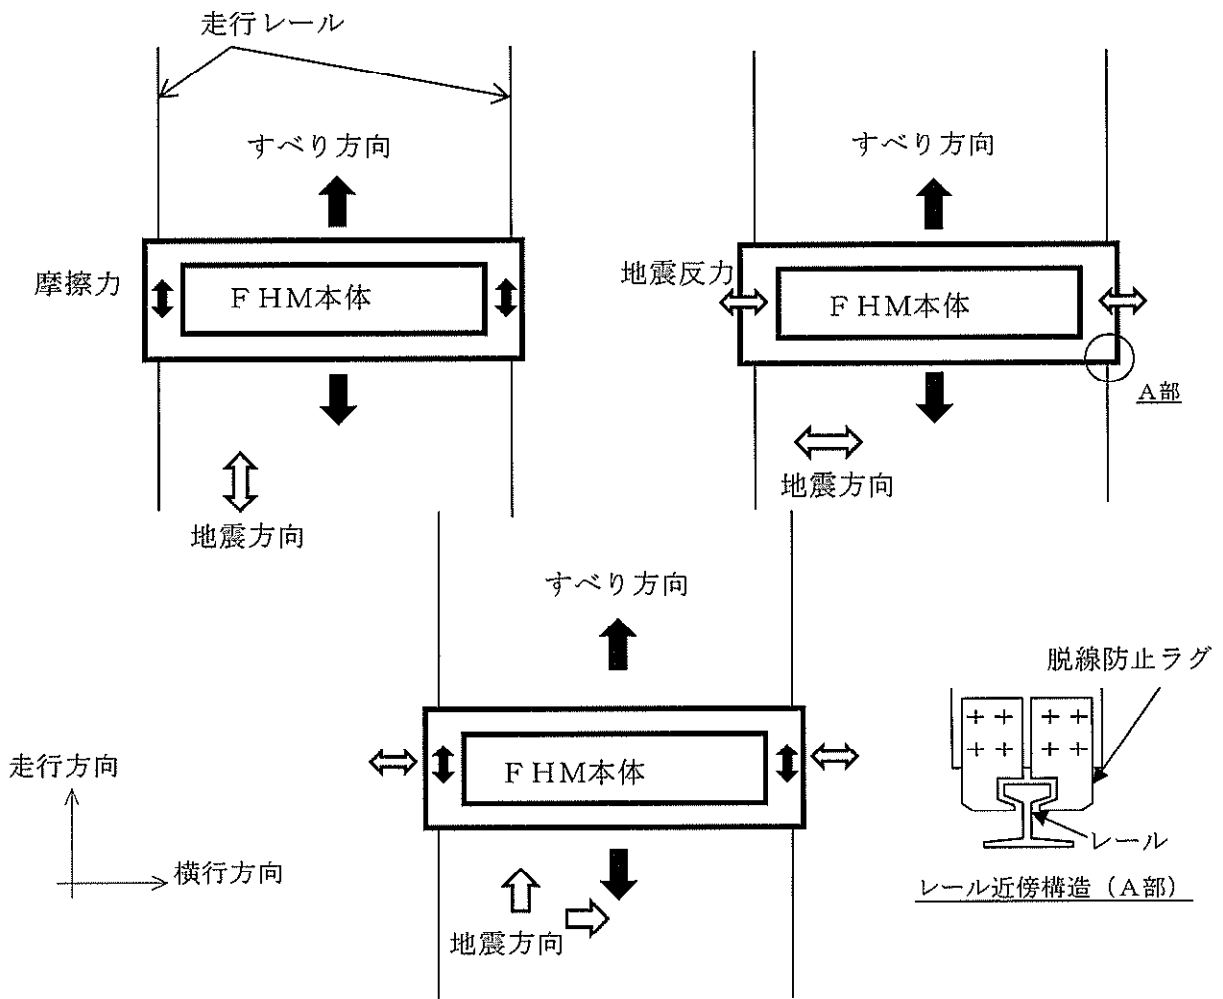 走行レール
すべり方向
摩擦力
ＦＨＭ本体
地震方向
すべり方向
地震反力
ＦＨＭ本体
Ａ部
地震方向
すべり方向
ＦＨＭ本体
地震方向
走行方向
横行方向
脱線防止ラグ
レール
レール近傍構造（Ａ部）